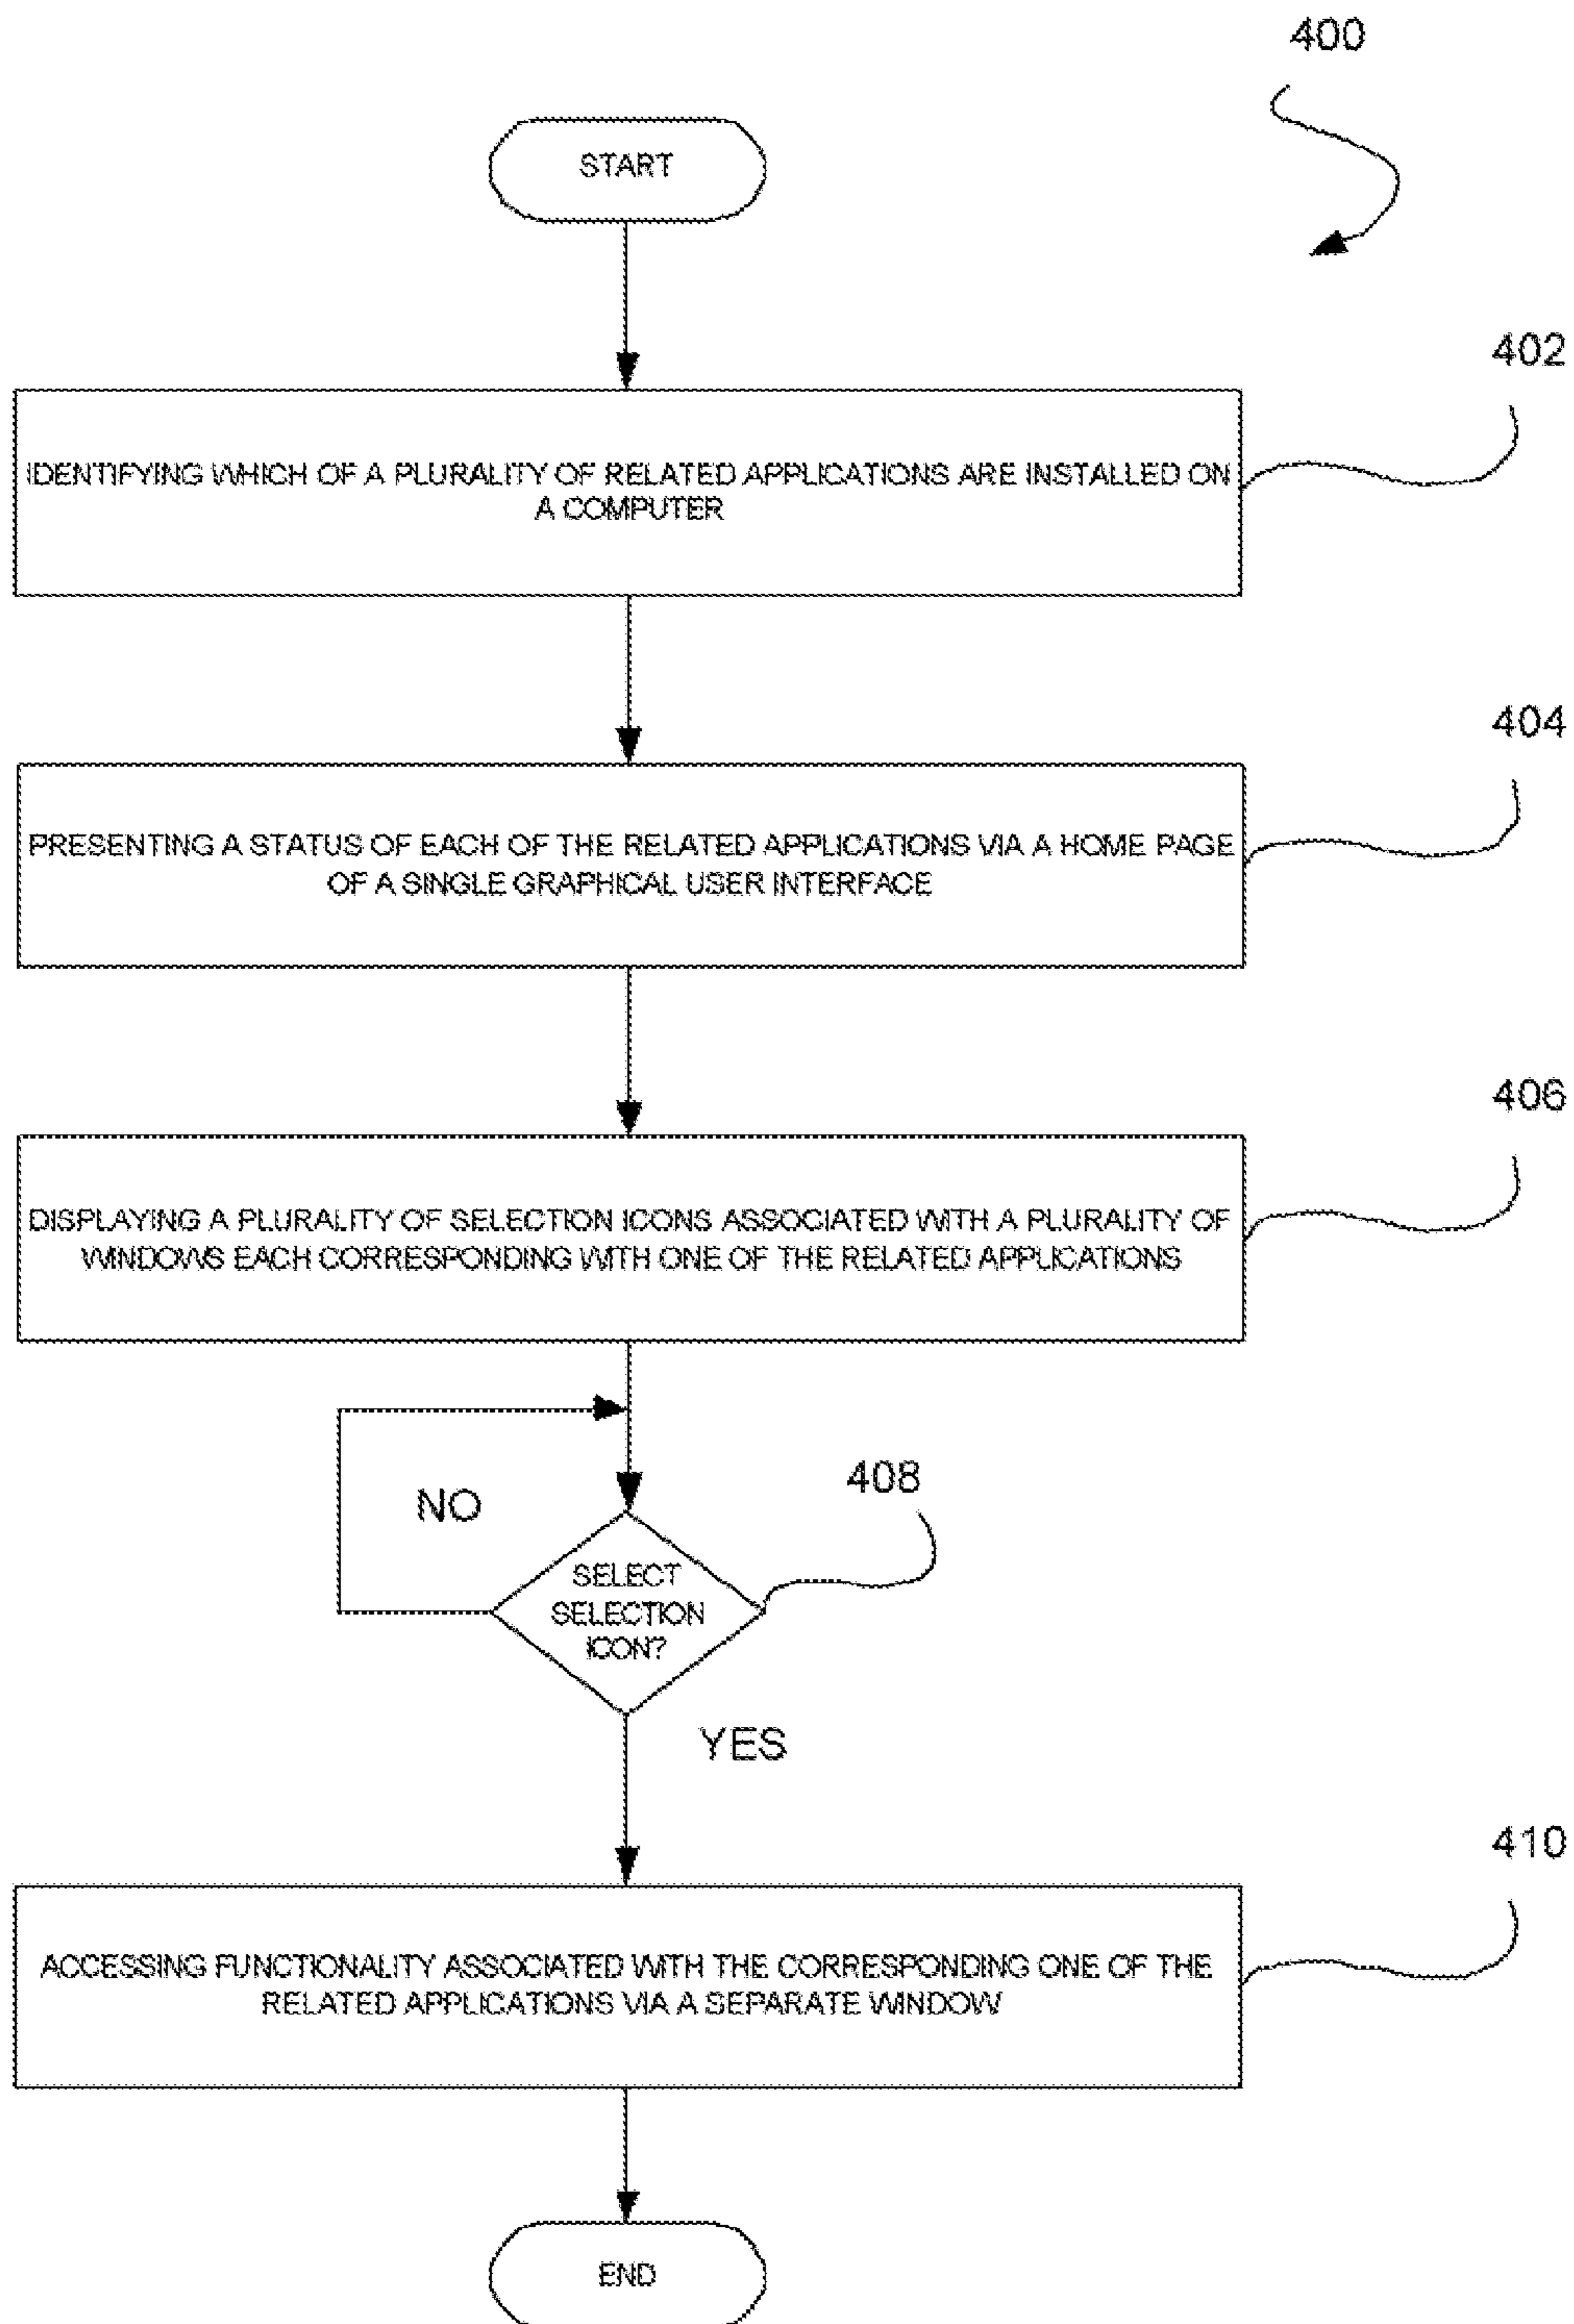 400
START
402
IDENTIFYING WHICH OF A PLURALITY OF RELATED APPLICATIONS ARE INSTALLED ON
A COMPUTER
404
PRESENTING A STATUS OF EACH OF THE RELATED APPLICATIONS VIA A HOME PAGE
OF A SINGLE GRAPHICAL USER INTERFACE
406
DISPLAYING A PLURALITY OF SELECTION ICONS ASSOCIATED WITH A PLURALITY OF
WINDOWS EACH CORRESPONDING WITH ONE OF THE RELATED APPLICATIONS
408
NO
SELECT
SELECTION
ICON?
YES
410
ACCESSING FUNCTIONALITY ASSOCIATED WITH THE CORRESPONDING ONE OF THE
RELATED APPLICATIONS VIA A SEPARATE WINDOW
END